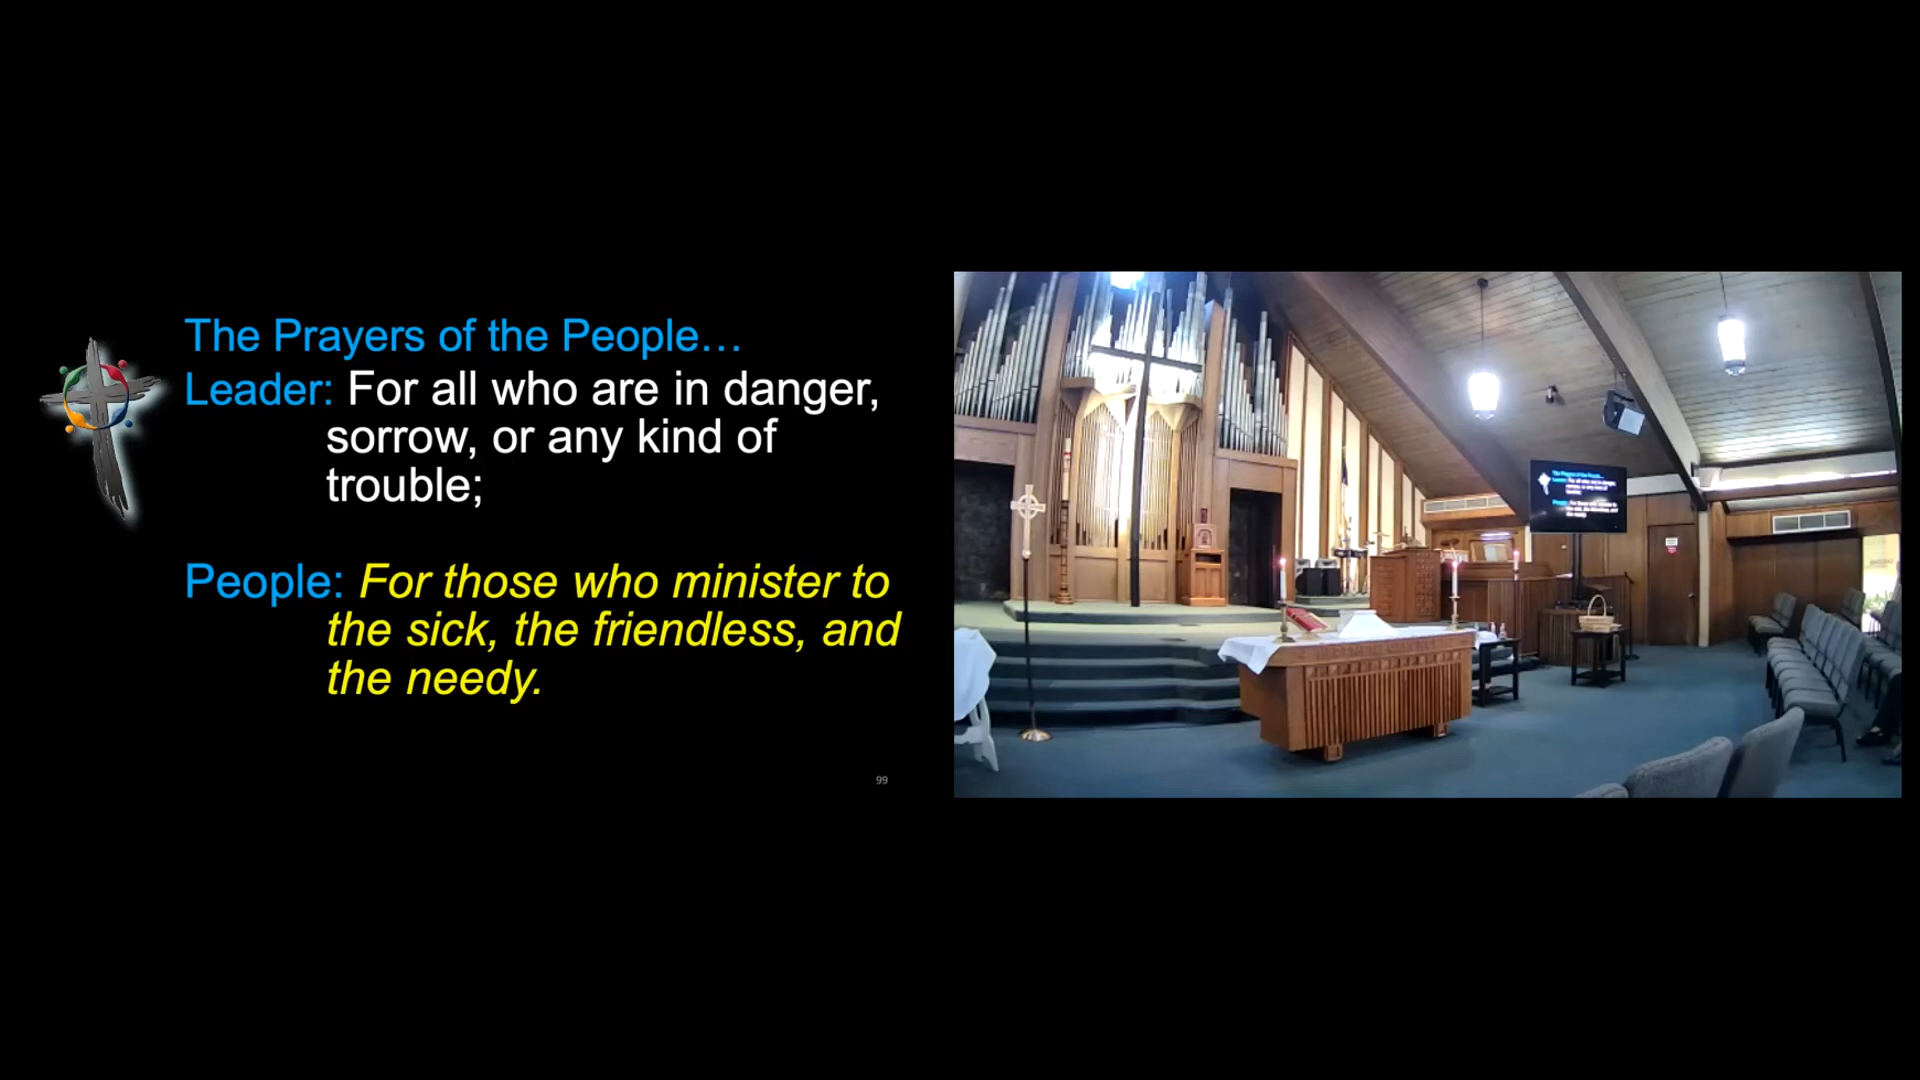 The Prayers of the People…
Leader: For all who are in danger,
sorrow, or any kind of
trouble;
People: For those who minister to
the sick, the friendless, and
the needy.
99